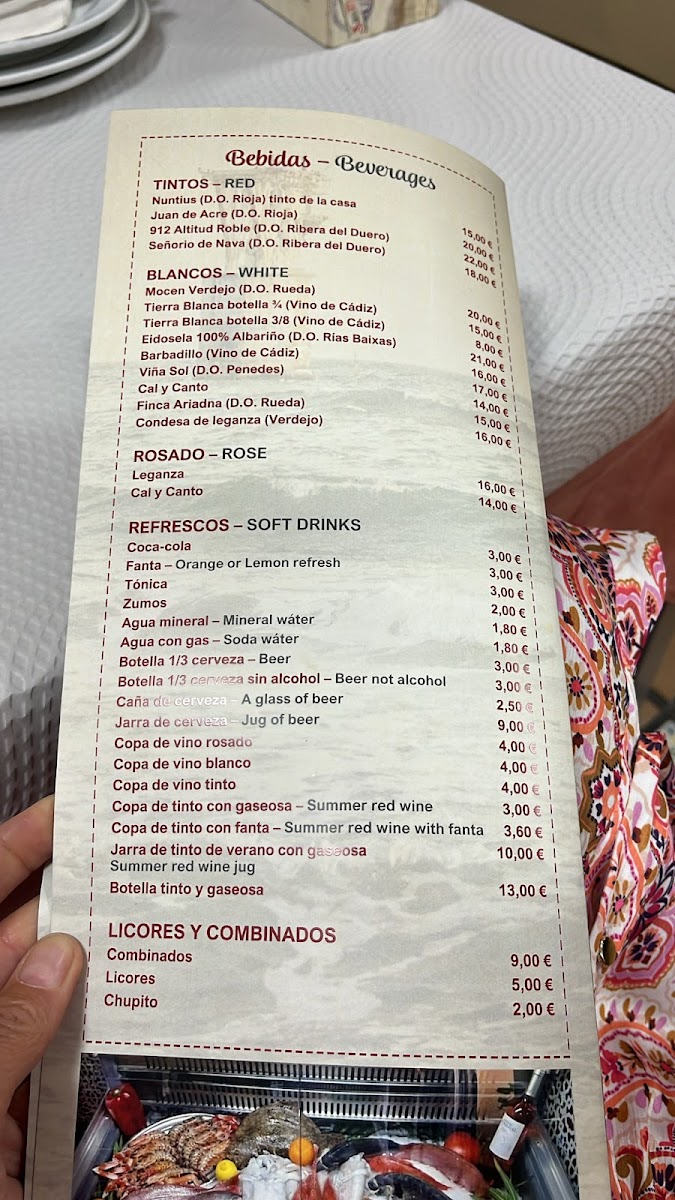 Bebidas – Beverages
TINTOS – RED
Nuntius (D.O. Rioja) tinto de la casa 15,00 €
Juan de Acre (D.O. Rioja) 20,00 €
912 Altitud Roble (D.O. Ribera del Duero) 22,00 €
Señorio de Nava (D.O. Ribera del Duero) 18,00 €
BLANCOS – WHITE
Mocen Verdejo (D.O. Rueda) 20,00 €
Tierra Blanca botella ¾ (Vino de Cádiz) 15,00 €
Tierra Blanca botella 3/8 (Vino de Cádiz) 8,00 €
Eidosela 100% Albariño (D.O. Rías Baixas) 21,00 €
Barbadillo (Vino de Cádiz) 16,00 €
Viña Sol (D.O. Penedes) 17,00 €
Cal y Canto 14,00 €
Finca Ariadna (D.O. Rueda) 15,00 €
Condesa de leganza (Verdejo) 16,00 €
ROSADO – ROSE
Leganza 16,00 €
Cal y Canto 14,00 €
REFRESCOS – SOFT DRINKS
Coca-cola 3,00 €
Fanta – Orange or Lemon refresh 3,00 €
Tónica 3,00 €
Zumos 2,00 €
Agua mineral – Mineral wáter 1,80 €
Agua con gas – Soda wáter 1,80 €
Botella 1/3 cerveza – Beer 3,00 €
Botella 1/3 cerveza sin alcohol – Beer not alcohol 3,00 €
Caña de cerveza – A glass of beer 2,50 €
Jarra de cerveza – Jug of beer 9,00 €
Copa de vino rosado 4,00 €
Copa de vino blanco 4,00 €
Copa de vino tinto 4,00 €
Copa de tinto con gaseosa – Summer red wine 3,00 €
Copa de tinto con fanta – Summer red wine with fanta 3,60 €
Jarra de tinto de verano con gaseosa 10,00 €
Summer red wine jug
Botella tinto y gaseosa 13,00 €
LICORES Y COMBINADOS
Combinados 9,00 €
Licores 5,00 €
Chupito 2,00 €